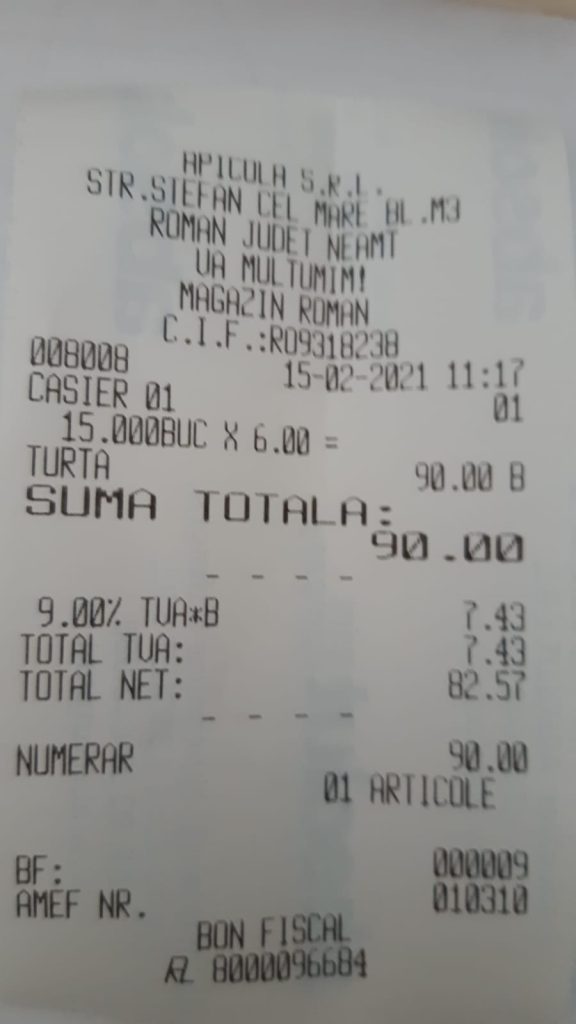 APICULA S.R.L.
STR.STEFAN CEL MARE BL.M3
ROMAN JUDET NEAMT
VA MULTUMIM!
MAGAZIN ROMAN
C.I.F.:RO9318238
008008 15-02-2021 11:17
CASIER 01 01
15.000BUC X 6.00 =
TURTA 90.00 B
SUMA TOTALA:
90.00
- - - -
9.00% TVA*B 7.43
TOTAL TVA: 7.43
TOTAL NET: 82.57
- - - -
NUMERAR 90.00
01 ARTICOLE
BF: 000009
AMEF NR. 010310
BON FISCAL
8000096684